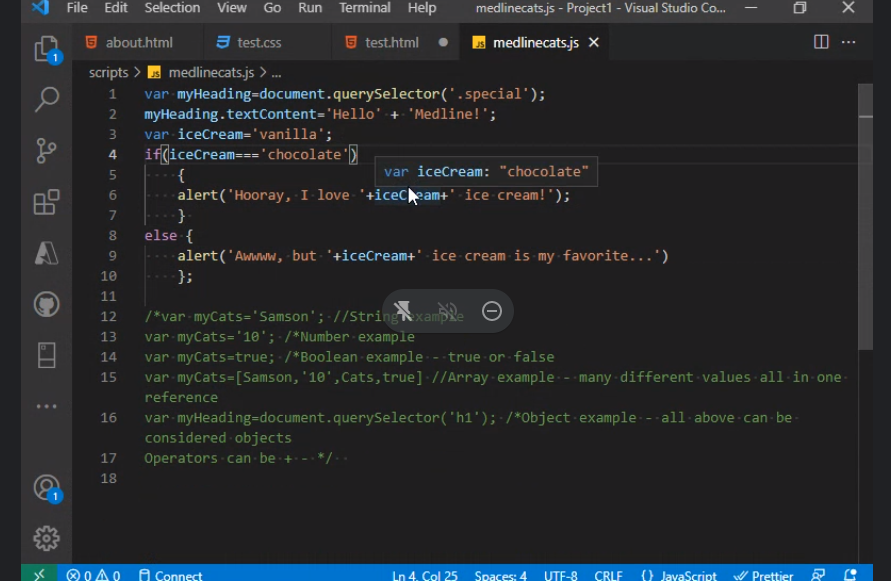 File Edit Selection View Go Run Terminal Help medlinecats.js - Project1 - Visual Studio Co...
about.html test.css test.html medlinecats.js
scripts > medlinecats.js > ...
1 var myHeading=document.querySelector('.special');
2 myHeading.textContent='Hello' + 'Medline!';
3 var iceCream='vanilla';
4 if(iceCream==='chocolate')
5 {
var iceCream: "chocolate"
6 alert('Hooray, I love '+iceCream+' ice cream!');
7 }
8 else {
9 alert('Awwww, but '+iceCream+' ice cream is my favorite...')
10 };
11
12 /*var myCats='Samson'; //String example
13 var myCats='10'; /*Number example
14 var myCats=true; /*Boolean example - true or false
15 var myCats=[Samson,'10',Cats,true] //Array example - many different values all in one
reference
16 var myHeading=document.querySelector('h1'); /*Object example - all above can be
considered objects
17 Operators can be + - */
18
1
1
0 0 Connect Ln 4, Col 25 Spaces: 4 UTF-8 CRLF {} JavaScript Prettier